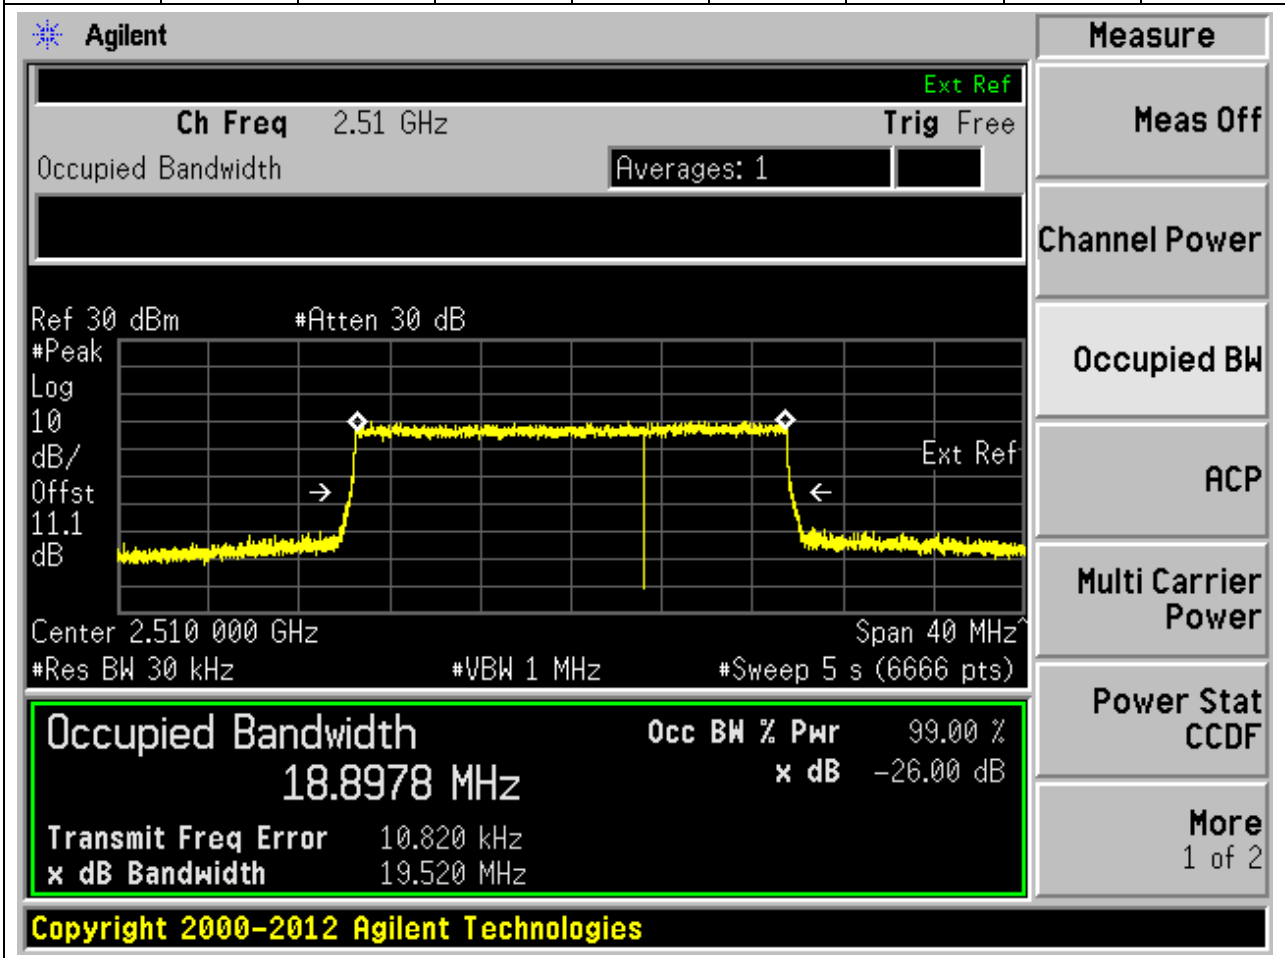 Agilent
Measure
Ext Ref
Ch Freq 2.51 GHz Trig Free
Meas Off
Occupied Bandwidth Averages: 1
Channel Power
Ref 30 dBm #Atten 30 dB
#Peak
Log
10
dB/
Offst
11.1
dB
Ext Ref
Occupied BW
ACP
Center 2.510 000 GHz Span 40 MHz^
#Res BW 30 kHz #VBW 1 MHz #Sweep 5 s (6666 pts)
Multi Carrier
Power
Occupied Bandwidth Occ BW % Pwr 99.00 %
18.8978 MHz x dB -26.00 dB
Transmit Freq Error 10.820 kHz
x dB Bandwidth 19.520 MHz
Power Stat
CCDF
More
1 of 2
Copyright 2000-2012 Agilent Technologies